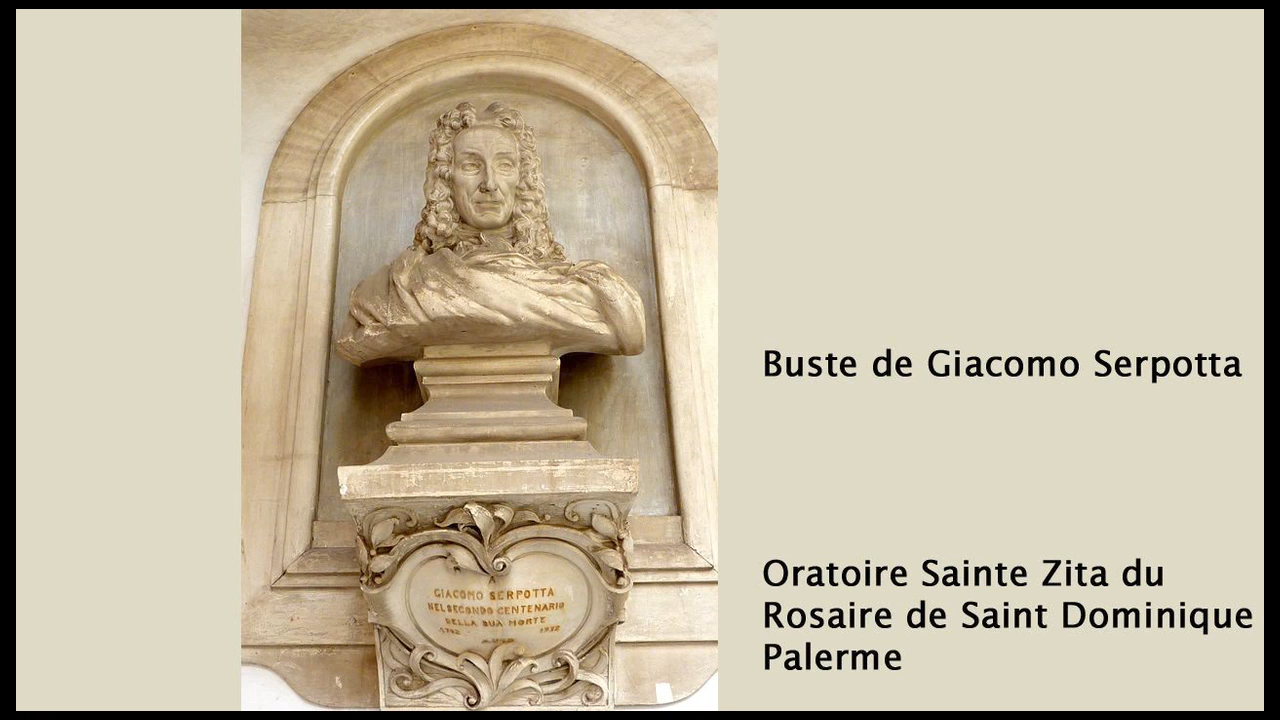 Buste de Giacomo Serpotta
GIACOMO SERPOTTA
NEL SECONDO CENTENARIO
DELLA SUA MORTE
1732 1932
Oratoire Sainte Zita du
Rosaire de Saint Dominique
Palerme